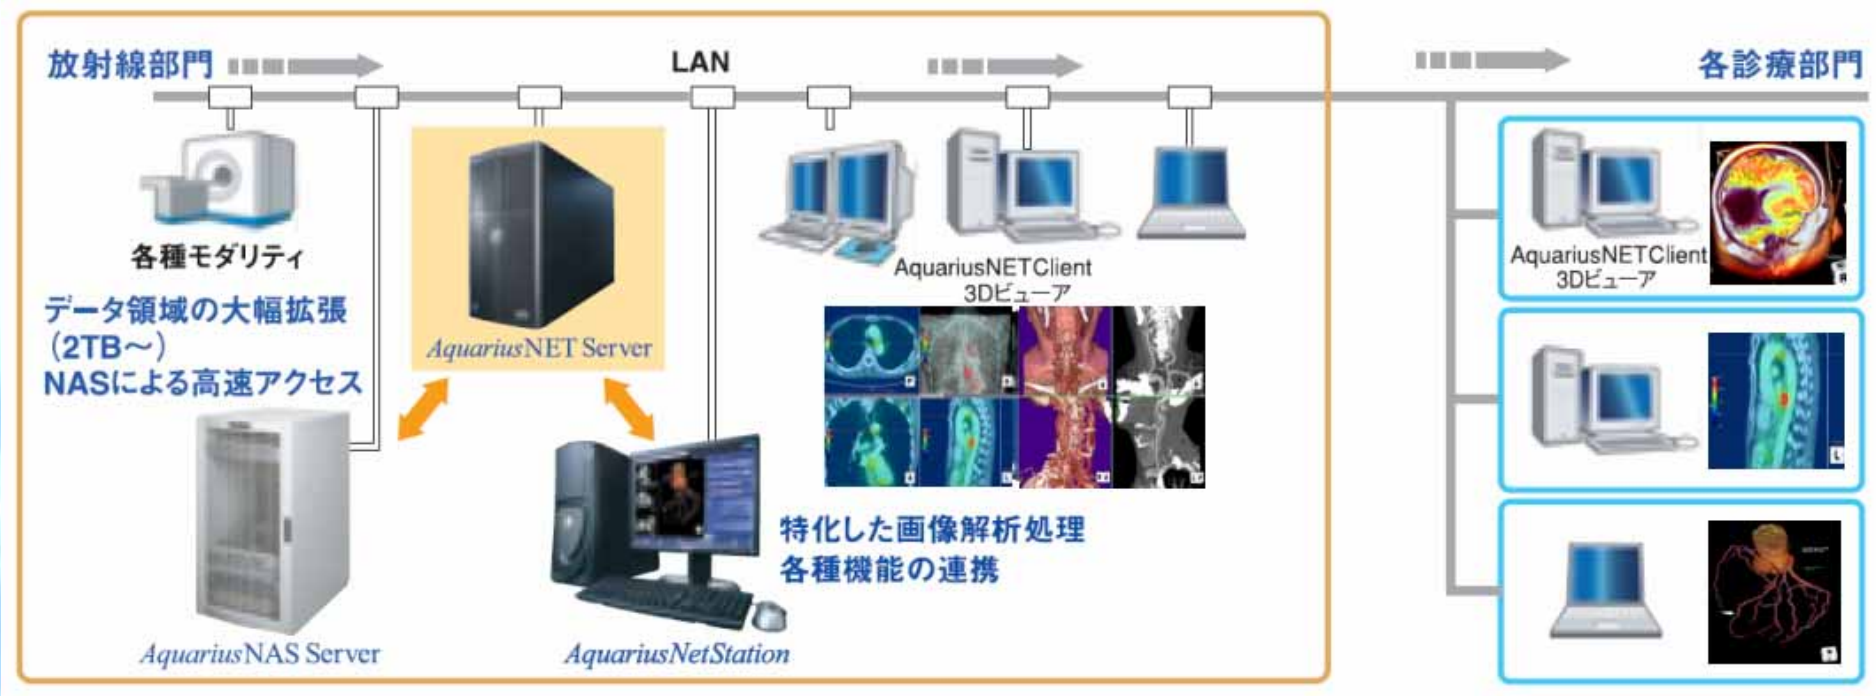 放射線部門
LAN
各診療部門
各種モダリティ
データ領域の大幅拡張
(2TB～)
NASによる高速アクセス
AquariusNET Server
AquariusNETClient
3Dビューア
AquariusNETClient
3Dビューア
特化した画像解析処理
各種機能の連携
AquariusNAS Server
AquariusNetStation